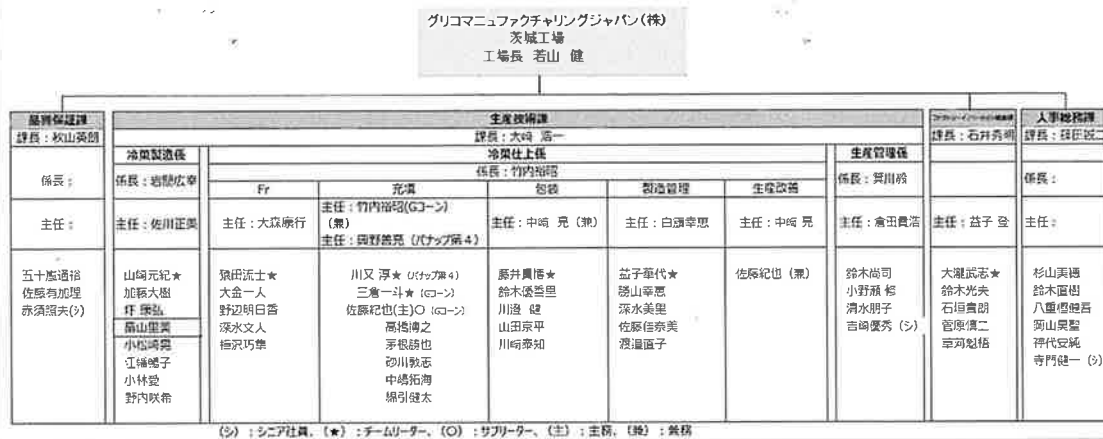 グリコマニュファクチャリングジャパン(株)
茨城工場
工場長 若山 健
品質保証課
課長：秋山英朗
係長：
主任：
五十嵐通裕
佐藤有加理
赤須照夫(シ)
生産技術課
課長：大崎 浩一
冷菓製造係
係長：岩間広幸
主任：佐川正美
山崎元紀★
加藤大樹
坏 康弘
畠山里美
小松崎晃
江幡暢子
小林愛
野内咲希
冷菓仕上係
係長：竹内裕昭
Fr
主任：大森康行
猿田流士★
大金一人
野辺明日香
深水文人
梅沢巧隼
充填
主任：竹内裕昭(Gコーン)
(兼)
主任：岡野善亮 (パナップ第4)
川又 淳★ (パナップ第4)
三倉一斗★ (Gコーン)
佐藤紀也(主)〇 (Gコーン)
高橋博之
茅根勝也
砂川敦志
中嶋拓海
綿引健太
包装
主任：中崎 亮 (兼)
藤井貴博★
鈴木優香里
川邉 健
山田京平
川崎泰知
製造管理
主任：白須幸恵
益子華代★
勝山幸恵
深水美里
佐藤佳奈美
渡邉直子
生産改善
主任：中崎 亮
佐藤紀也 (兼)
生産管理係
係長：箕川毅
主任：倉田貴浩
鈴木尚司
小野瀬 修
清水朋子
吉崎優秀 (シ)
課長：石井秀明
主任：益子 登
大瀧武志★
鈴木光夫
石垣貴朗
菅原慎二
草苅魁梧
人事総務課
課長：篠田誠二
係長：
主任：
杉山美穂
鈴木直樹
八重樫健吾
岡山昊聖
神代安純
寺門健一 (シ)
(シ) ：シニア社員、(★) ：チームリーダー、(〇) ：サブリーダー、(主) ：主務、(兼) ：兼務